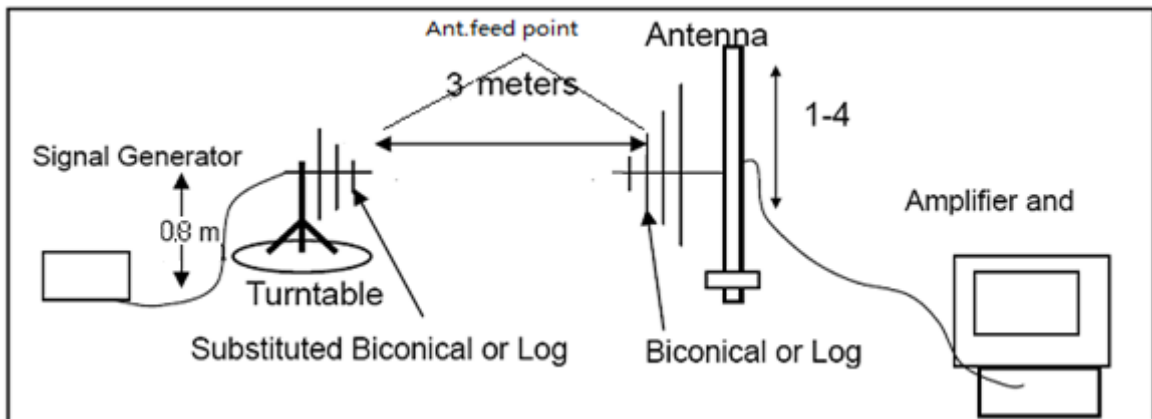 Ant.feed point
Antenna
3 meters
1-4
Signal Generator
0.8 m
Amplifier and
Turntable
Substituted Biconical or Log
Biconical or Log